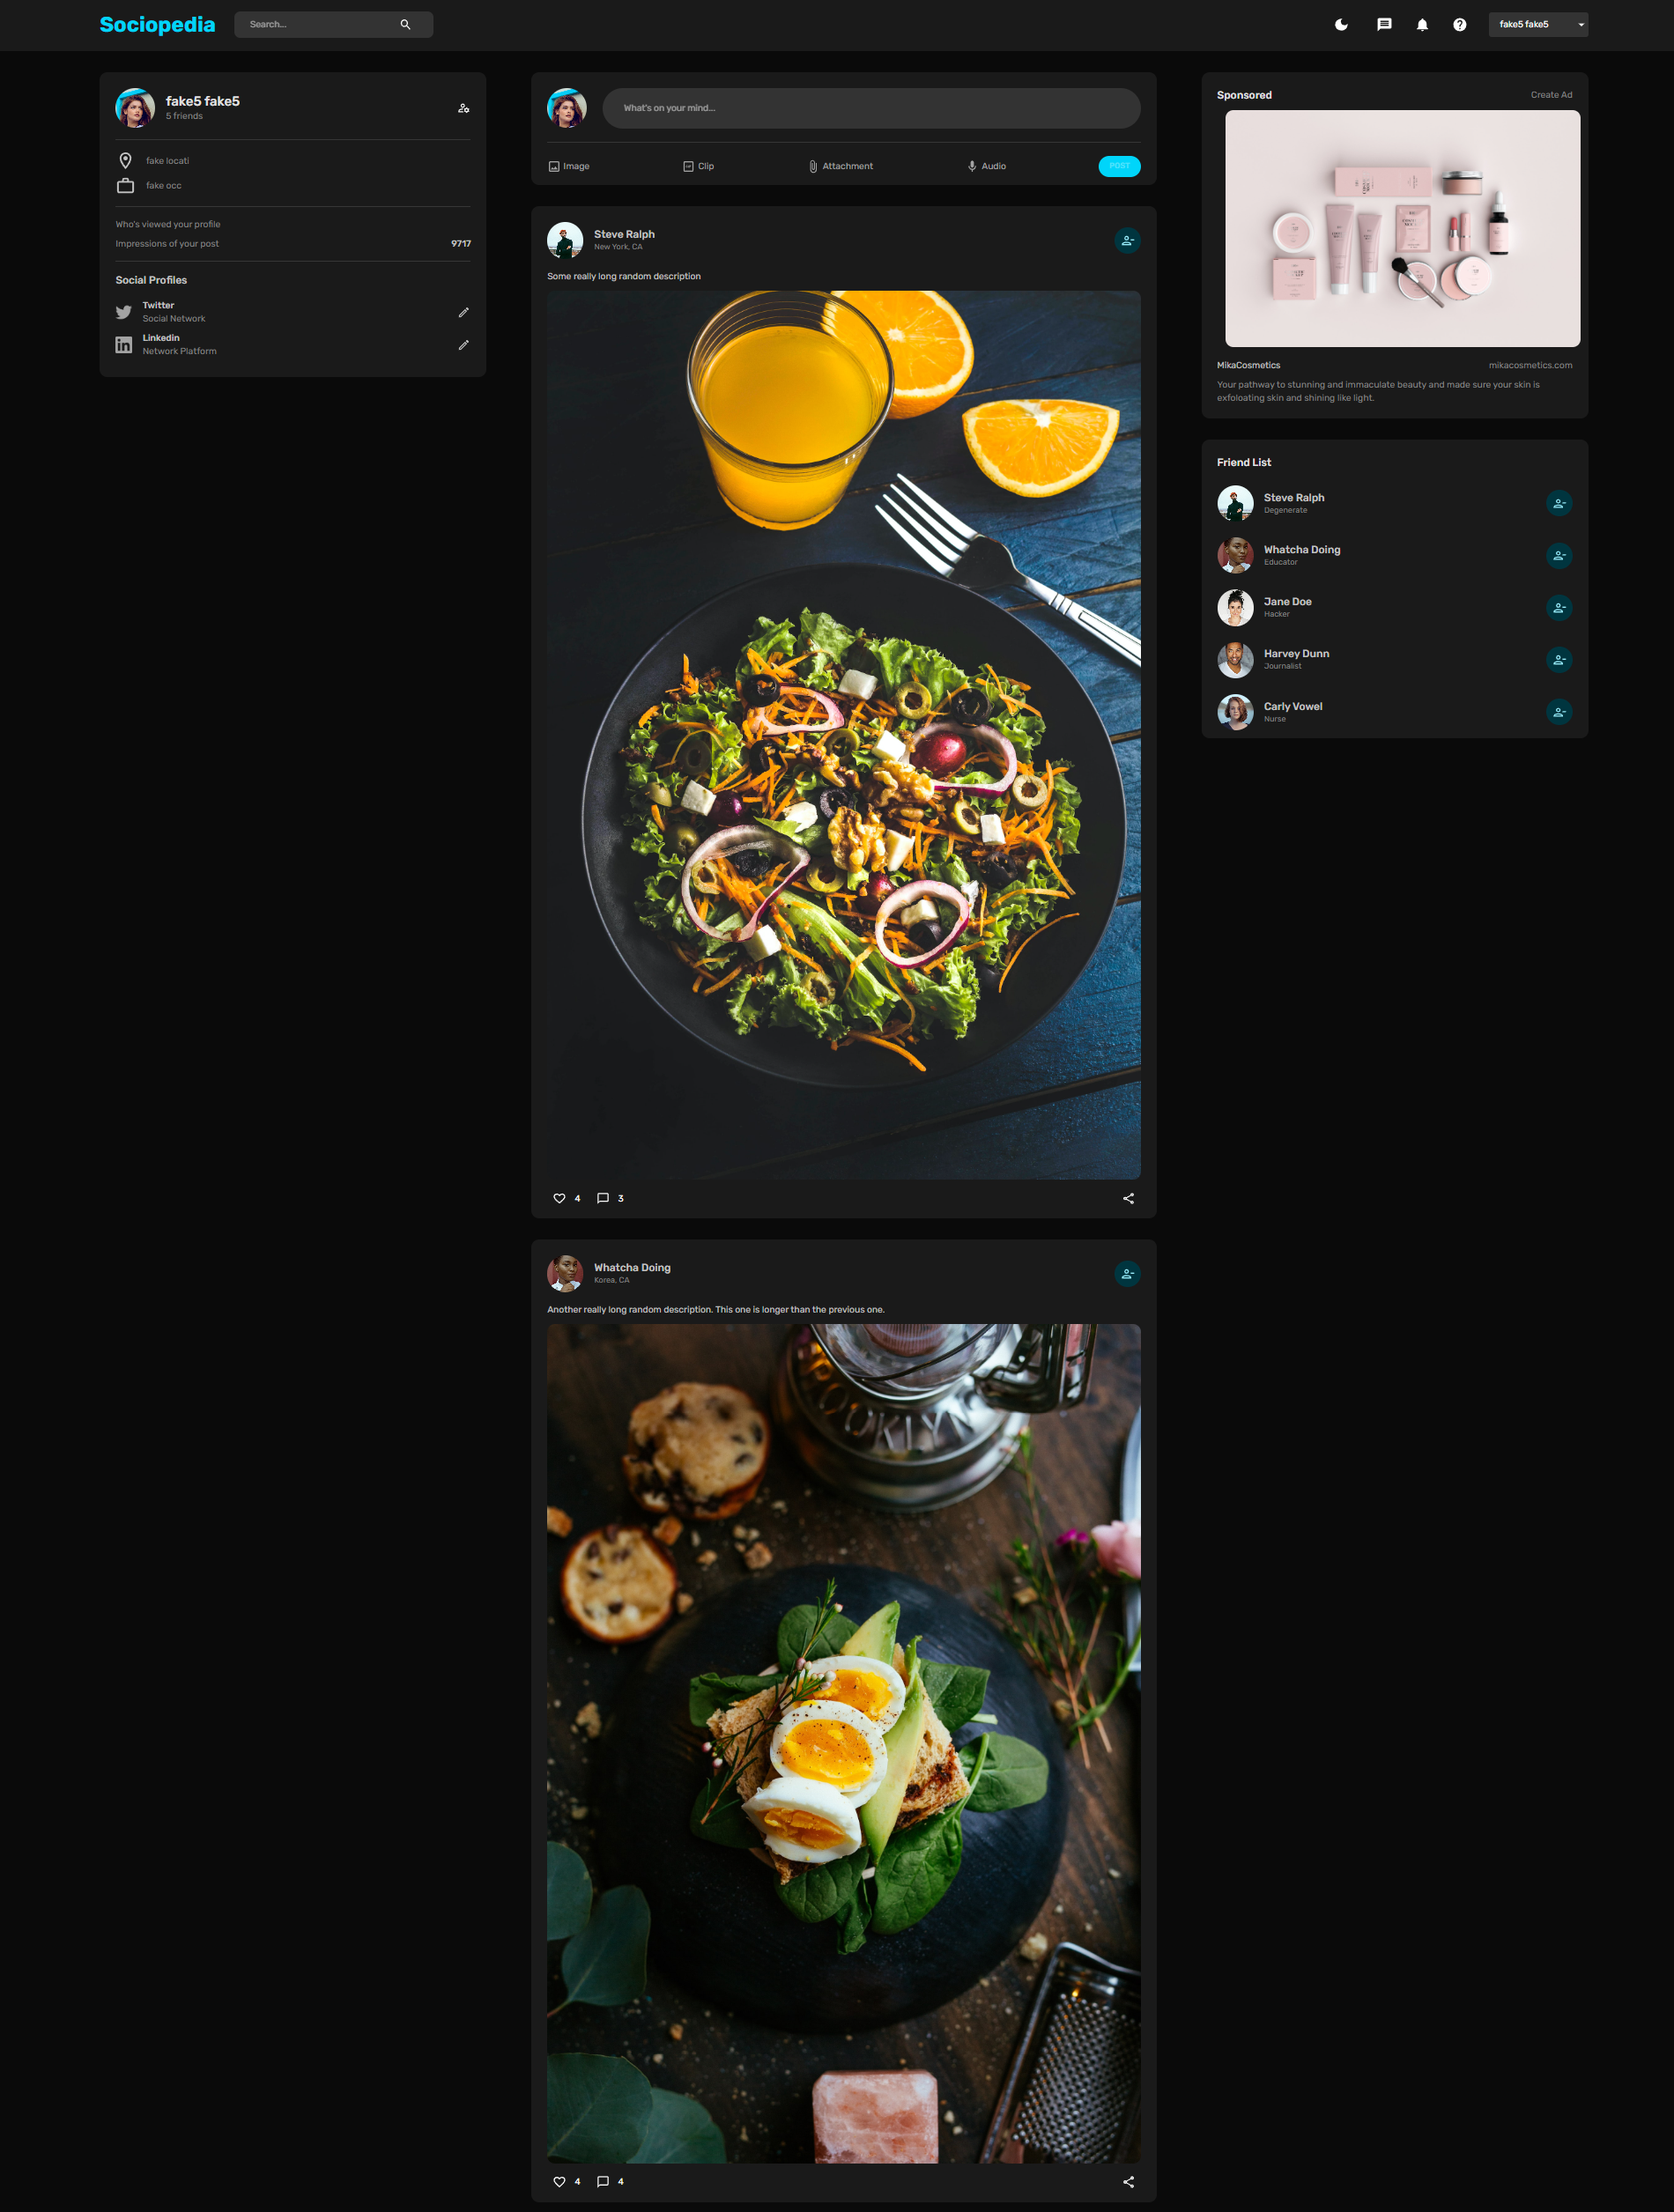 Sociopedia
Search...
fake5 fake5
fake5 fake5
5 friends
fake locati
fake occ
Who's viewed your profile
Impressions of your post 9717
Social Profiles
Twitter
Social Network
Linkedin
Network Platform
What's on your mind...
Image Clip Attachment Audio POST
Steve Ralph
New York, CA
Some really long random description
4 3
Whatcha Doing
Korea, CA
Another really long random description. This one is longer than the previous one.
4 4
Sponsored Create Ad
MikaCosmetics mikacosmetics.com
Your pathway to stunning and immaculate beauty and made sure your skin is
exfoloating skin and shining like light.
Friend List
Steve Ralph
Degenerate
Whatcha Doing
Educator
Jane Doe
Hacker
Harvey Dunn
Journalist
Carly Vowel
Nurse